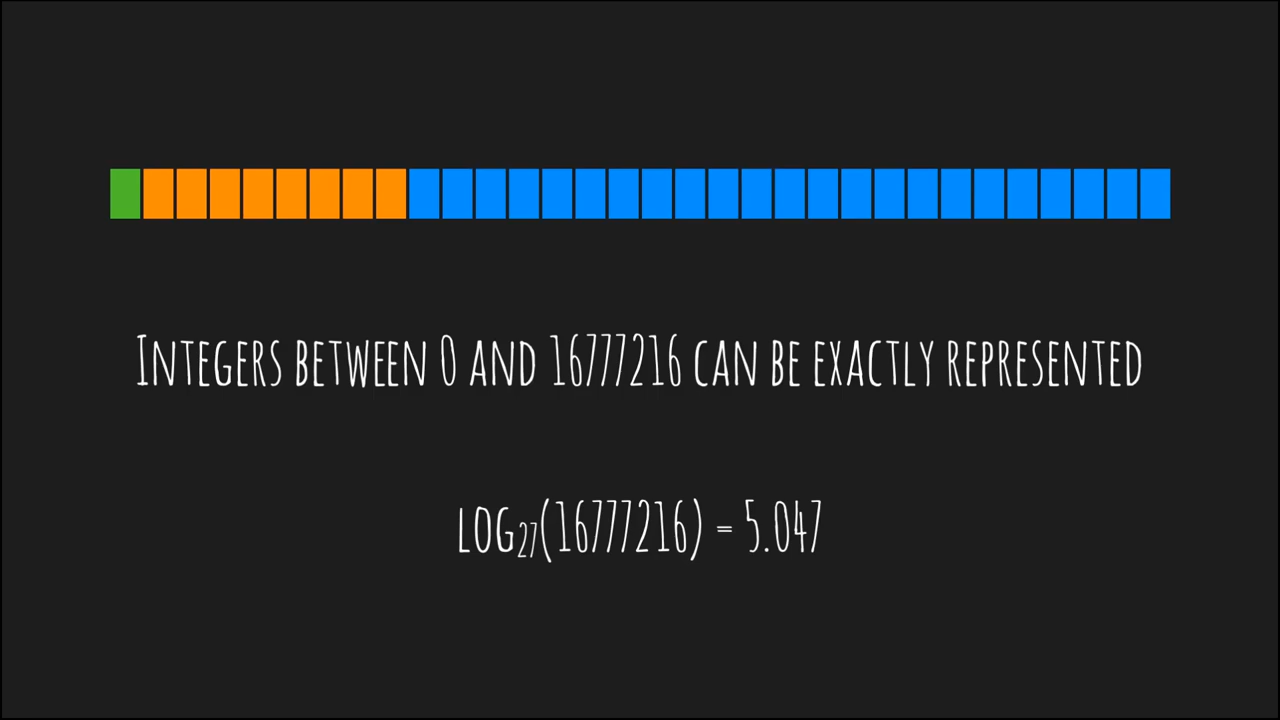 Integers between 0 and 16777216 can be exactly represented
log₂₇(16777216) = 5.047